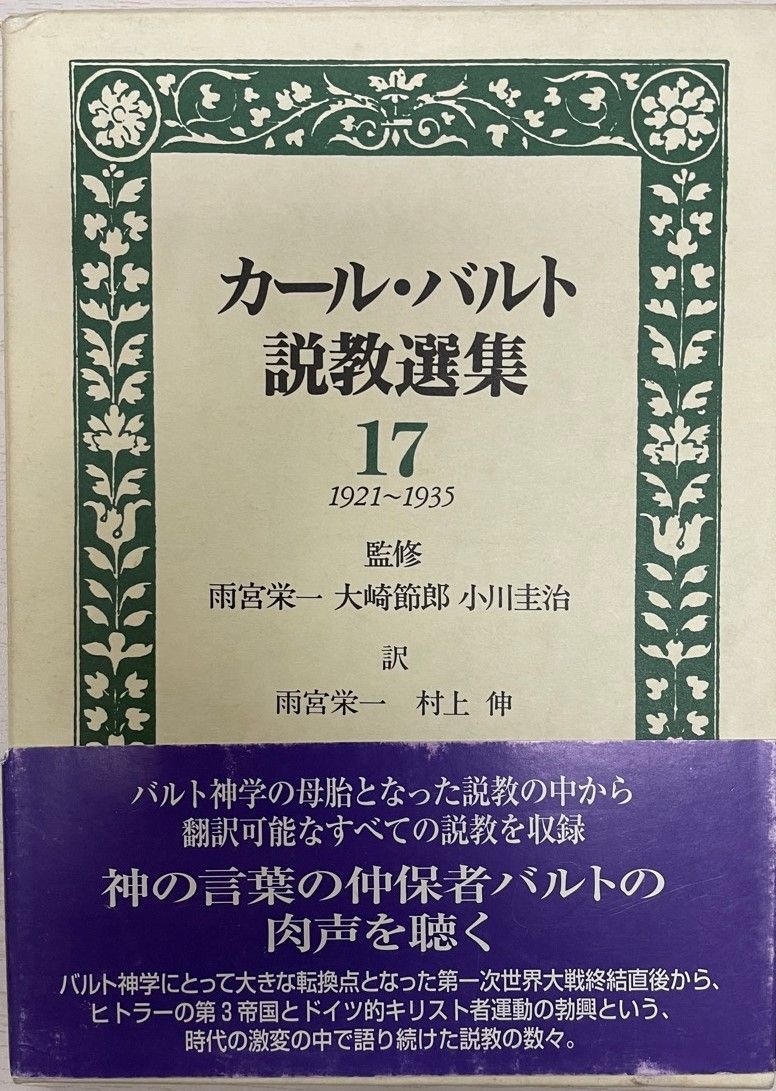 カール・バルト
説教選集
17
1921~1935
監修
雨宮栄一 大崎節郎 小川圭治
訳
雨宮栄一 村上 伸
バルト神学の母胎となった説教の中から
翻訳可能なすべての説教を収録
神の言葉の仲保者バルトの
肉声を聴く
バルト神学にとって大きな転換点となった第一次世界大戦終結直後から、
ヒトラーの第3帝国とドイツ的キリスト者運動の勃興という、
時代の激変の中で語り続けた説教の数々。